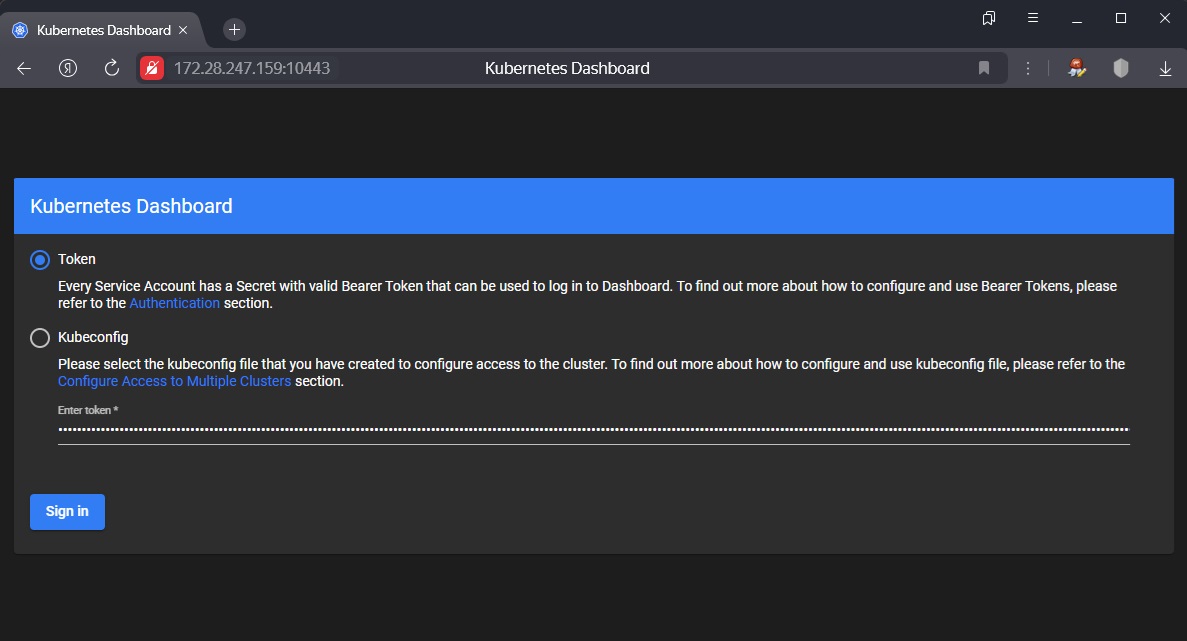 Kubernetes Dashboard
172.28.247.159:10443 Kubernetes Dashboard
Kubernetes Dashboard
Token
Every Service Account has a Secret with valid Bearer Token that can be used to log in to Dashboard. To find out more about how to configure and use Bearer Tokens, please
refer to the Authentication section.
Kubeconfig
Please select the kubeconfig file that you have created to configure access to the cluster. To find out more about how to configure and use kubeconfig file, please refer to the
Configure Access to Multiple Clusters section.
Enter token *
Sign in